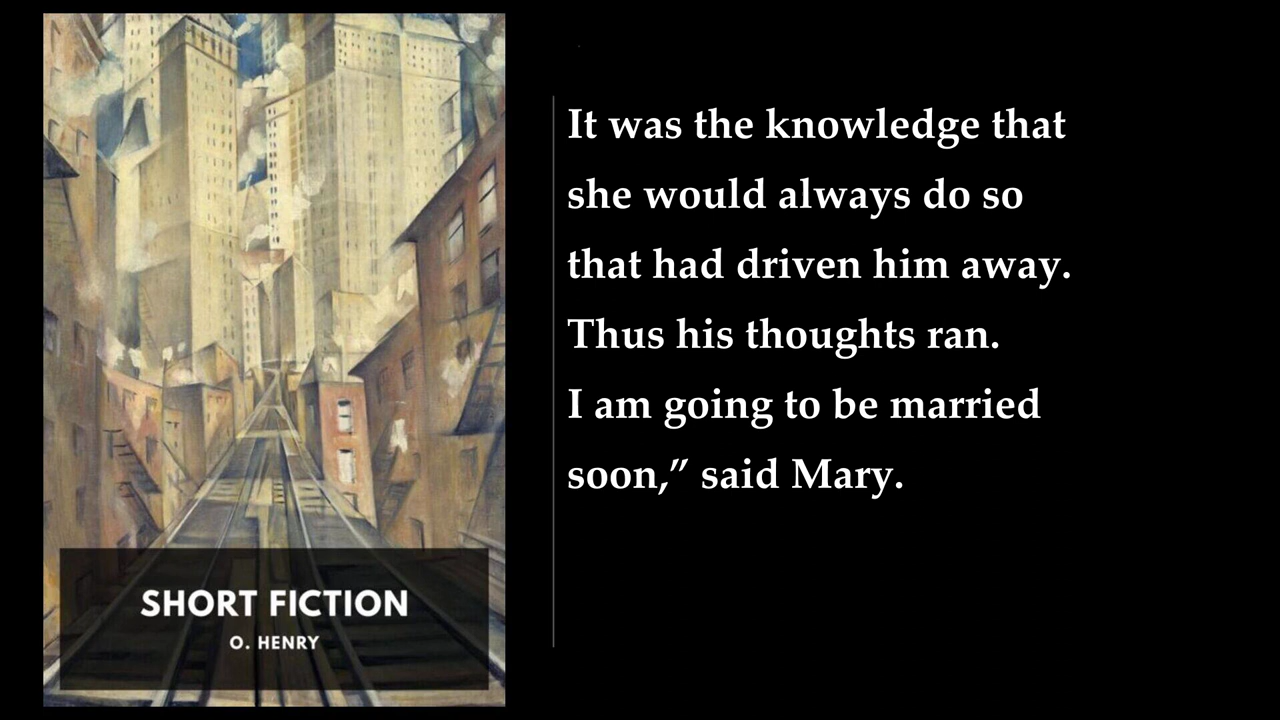 SHORT FICTION
O. HENRY
It was the knowledge that
she would always do so
that had driven him away.
Thus his thoughts ran.
I am going to be married
soon,” said Mary.